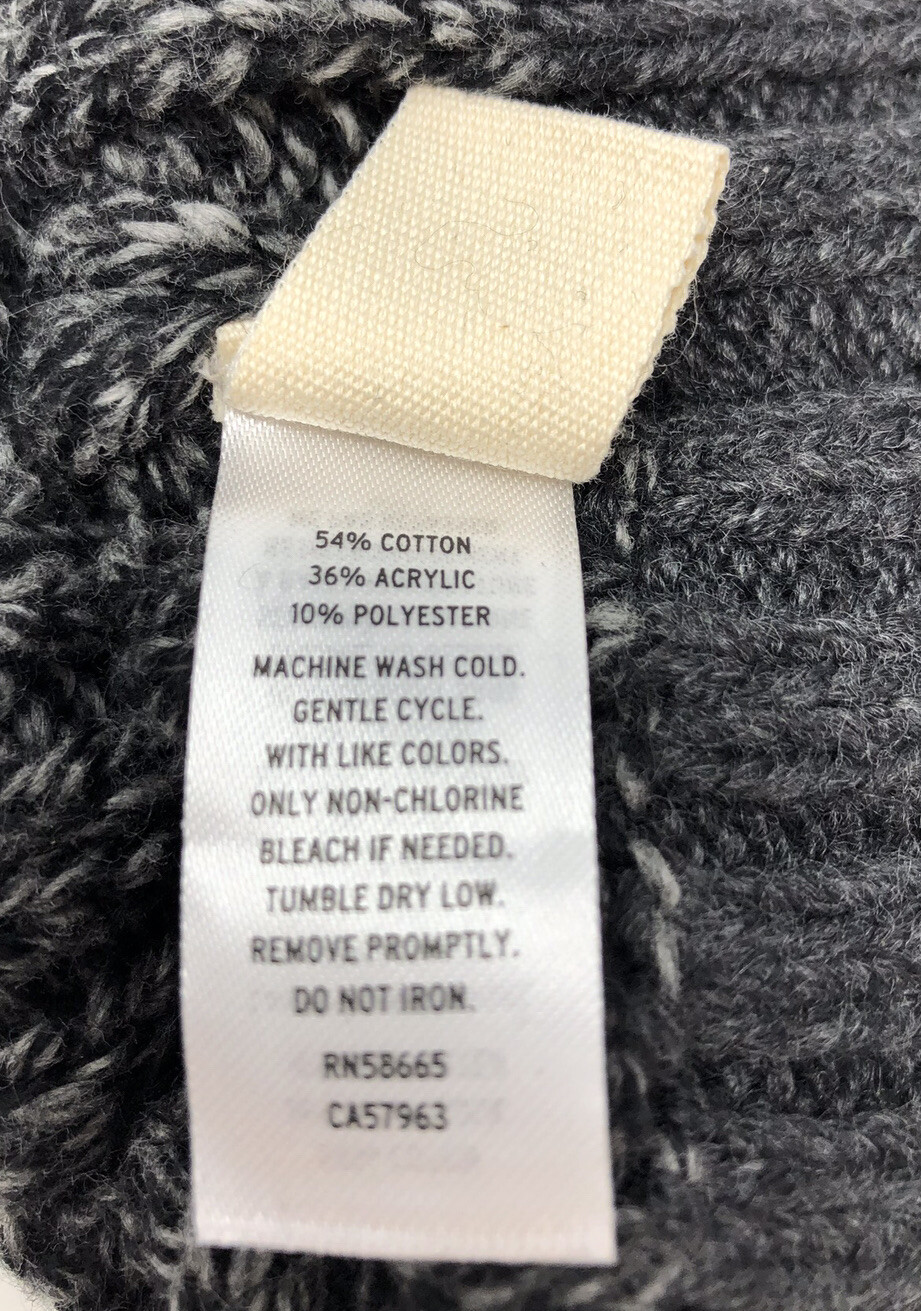 54% COTTON
36% ACRYLIC
10% POLYESTER
MACHINE WASH COLD.
GENTLE CYCLE.
WITH LIKE COLORS.
ONLY NON-CHLORINE
BLEACH IF NEEDED.
TUMBLE DRY LOW.
REMOVE PROMPTLY.
DO NOT IRON.
RN58665
CA57963